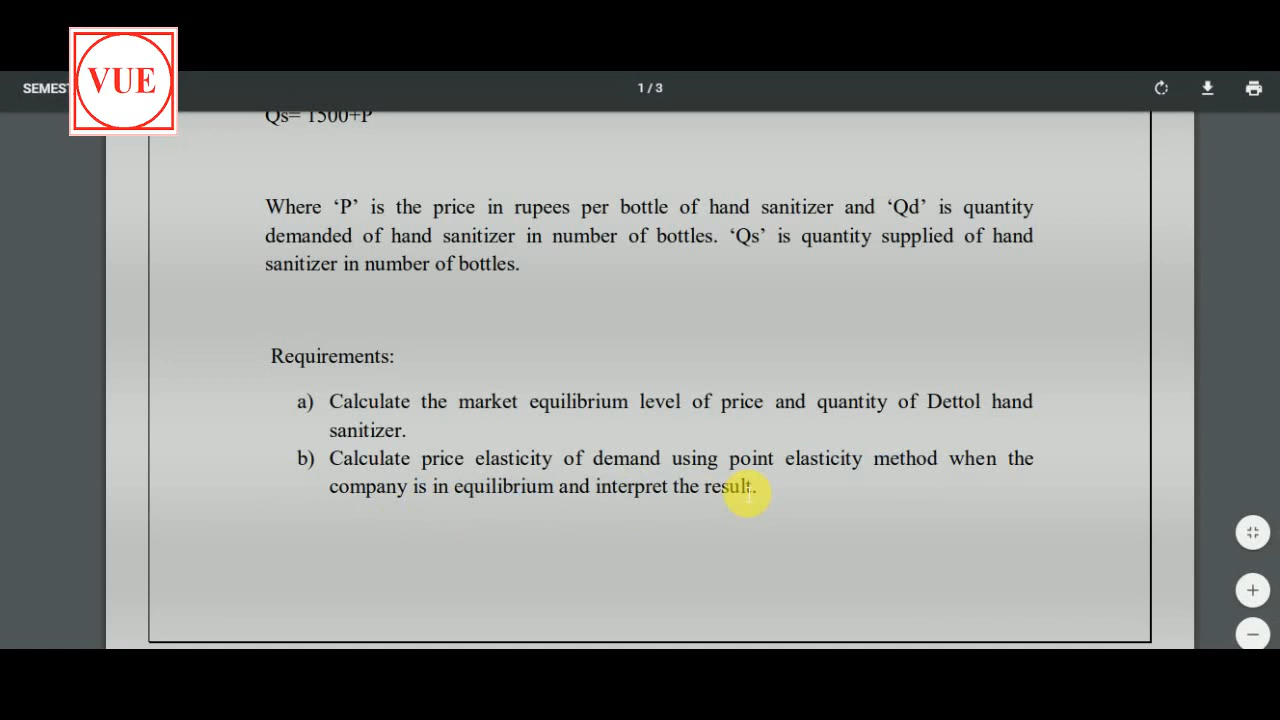 VUE
SEMEST
1 / 3
Qs= 1500+P
Where ‘P’ is the price in rupees per bottle of hand sanitizer and ‘Qd’ is quantity
demanded of hand sanitizer in number of bottles. ‘Qs’ is quantity supplied of hand
sanitizer in number of bottles.
Requirements:
a) Calculate the market equilibrium level of price and quantity of Dettol hand
sanitizer.
b) Calculate price elasticity of demand using point elasticity method when the
company is in equilibrium and interpret the result.